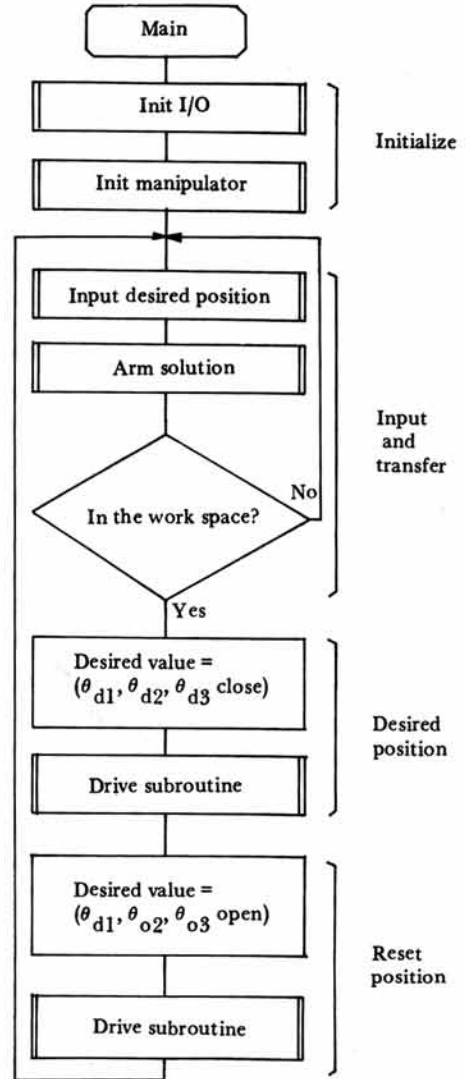 Main
Init I/O
Initialize
Init manipulator
Input desired position
Arm solution
Input
and
transfer
No
In the work space?
Yes
Desired value =
(θd1, θd2, θd3 close)
Desired
position
Drive subroutine
Desired value =
(θd1, θo2, θo3 open)
Reset
position
Drive subroutine